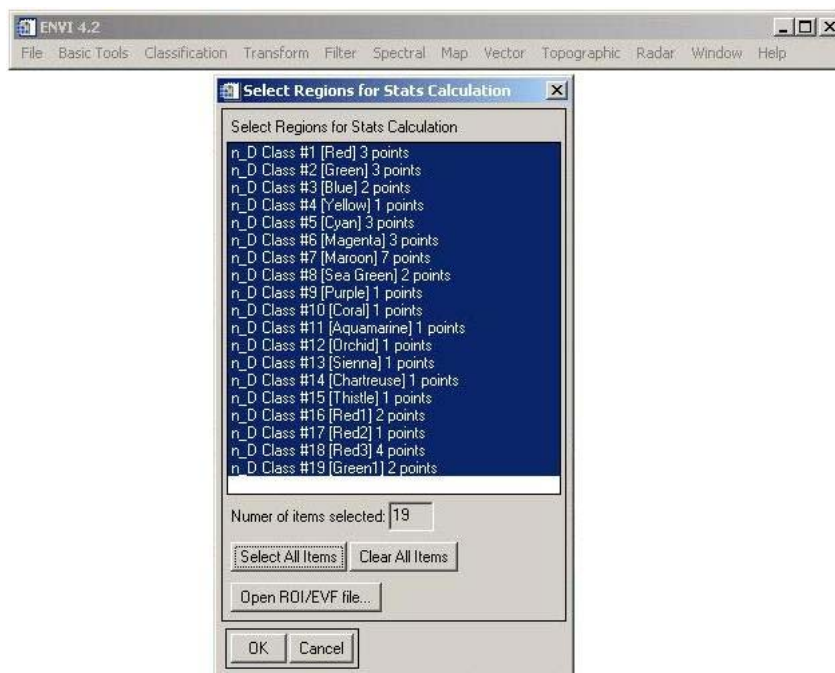 ENVI 4.2
File Basic Tools Classification Transform Filter Spectral Map Vector Topographic Radar Window Help
Select Regions for Stats Calculation
Select Regions for Stats Calculation
n_D Class #1 [Red] 3 points
n_D Class #2 [Green] 3 points
n_D Class #3 [Blue] 2 points
n_D Class #4 [Yellow] 1 points
n_D Class #5 [Cyan] 3 points
n_D Class #6 [Magenta] 3 points
n_D Class #7 [Maroon] 7 points
n_D Class #8 [Sea Green] 2 points
n_D Class #9 [Purple] 1 points
n_D Class #10 [Coral] 1 points
n_D Class #11 [Aquamarine] 1 points
n_D Class #12 [Orchid] 1 points
n_D Class #13 [Sienna] 1 points
n_D Class #14 [Chartreuse] 1 points
n_D Class #15 [Thistle] 1 points
n_D Class #16 [Red1] 2 points
n_D Class #17 [Red2] 1 points
n_D Class #18 [Red3] 4 points
n_D Class #19 [Green1] 2 points
Numer of items selected: 19
Select All Items Clear All Items
Open ROI/EVF file...
OK Cancel